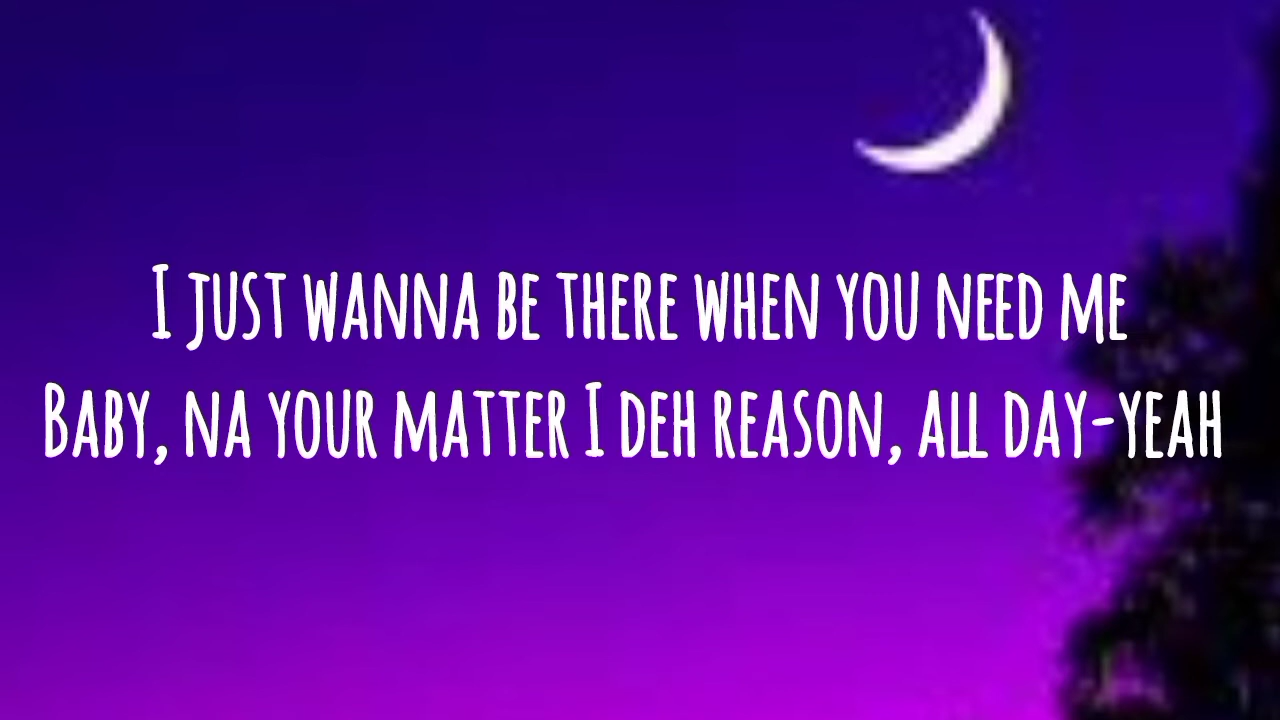 I just wanna be there when you need me
Baby, na your matter I deh reason, all day-yeah